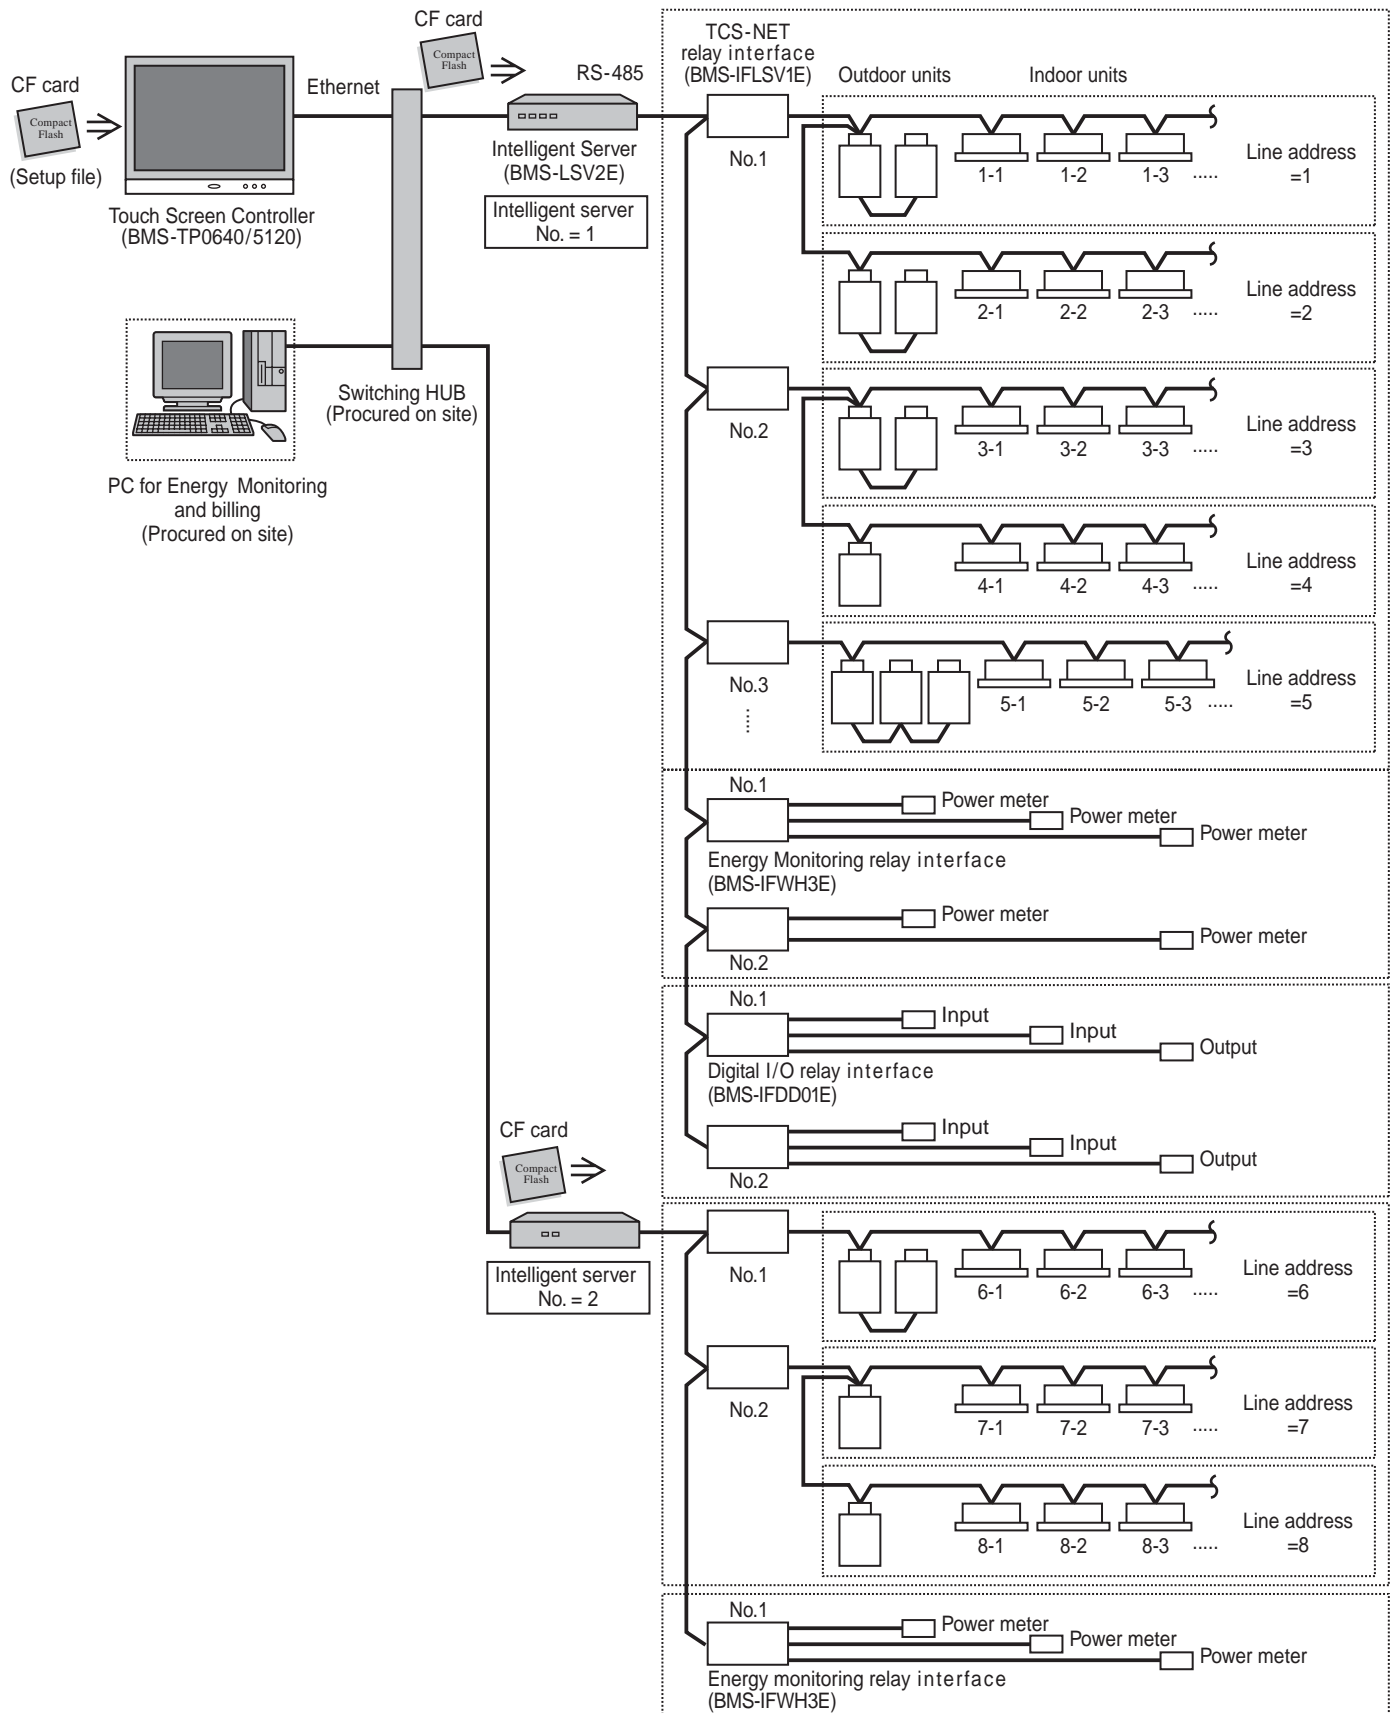 CF card
Compact
Flash
(Setup file)
Touch Screen Controller
(BMS-TP0640/5120)
Ethernet
CF card
Compact
Flash
RS-485
Intelligent Server
(BMS-LSV2E)
Intelligent server
No. = 1
PC for Energy Monitoring
and billing
(Procured on site)
Switching HUB
(Procured on site)
TCS-NET
relay interface
(BMS-IFLSV1E)
Outdoor units
Indoor units
No.1
1-1 1-2 1-3 .....
Line address
=1
2-1 2-2 2-3 .....
Line address
=2
No.2
3-1 3-2 3-3 .....
Line address
=3
4-1 4-2 4-3 .....
Line address
=4
No.3
5-1 5-2 5-3 .....
Line address
=5
No.1
Power meter
Power meter
Power meter
Energy Monitoring relay interface
(BMS-IFWH3E)
Power meter
Power meter
No.2
No.1
Input
Input
Output
Digital I/O relay interface
(BMS-IFDD01E)
Input
Input
Output
No.2
CF card
Compact
Flash
Intelligent server
No. = 2
No.1
6-1 6-2 6-3 .....
Line address
=6
No.2
7-1 7-2 7-3 .....
Line address
=7
8-1 8-2 8-3 .....
Line address
=8
No.1
Power meter
Power meter
Power meter
Energy monitoring relay interface
(BMS-IFWH3E)